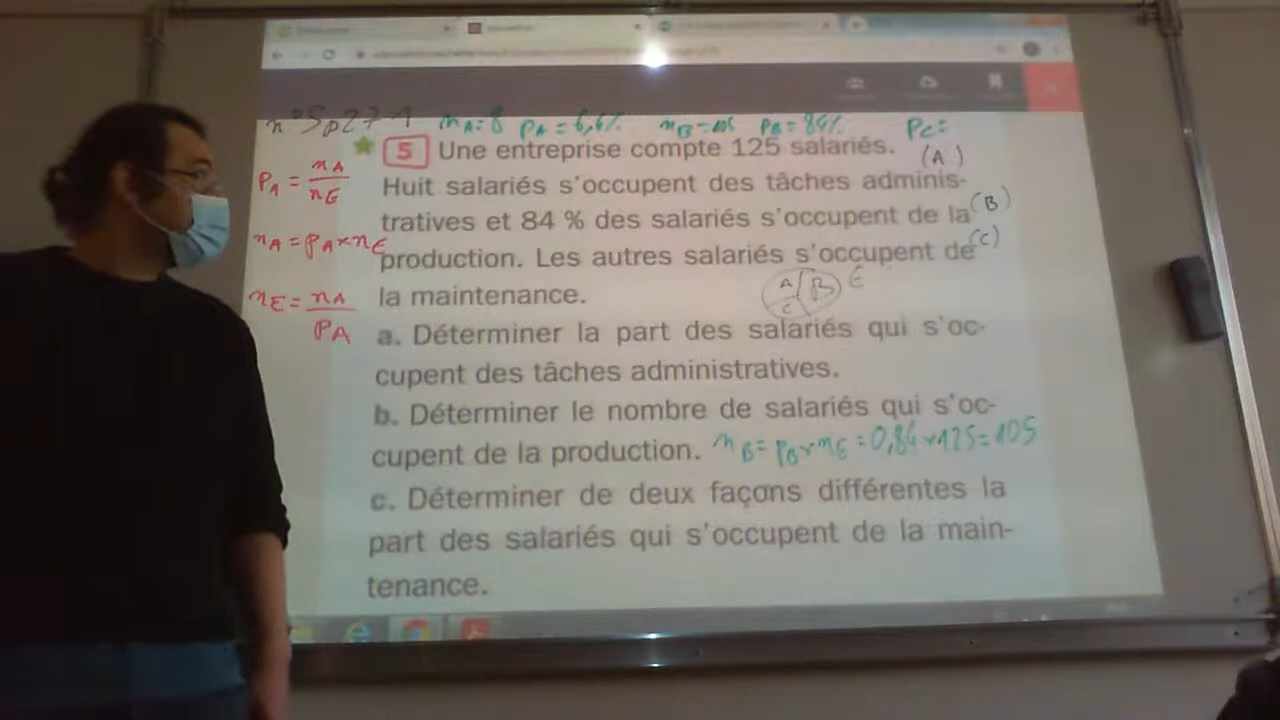 n°5p271 nA=8 pA=6,4% nB=105 pB=84% pC=
5 Une entreprise compte 125 salariés. (A)
Huit salariés s'occupent des tâches adminis-
tratives et 84 % des salariés s'occupent de la (B)
production. Les autres salariés s'occupent de (C)
la maintenance.
A B E
C
a. Déterminer la part des salariés qui s'oc-
cupent des tâches administratives.
b. Déterminer le nombre de salariés qui s'oc-
cupent de la production. nB=pB×nE=0,84×125=105
c. Déterminer de deux façons différentes la
part des salariés qui s'occupent de la main-
tenance.
pA = nA / nE
nA = pA×nE
nE = nA / pA